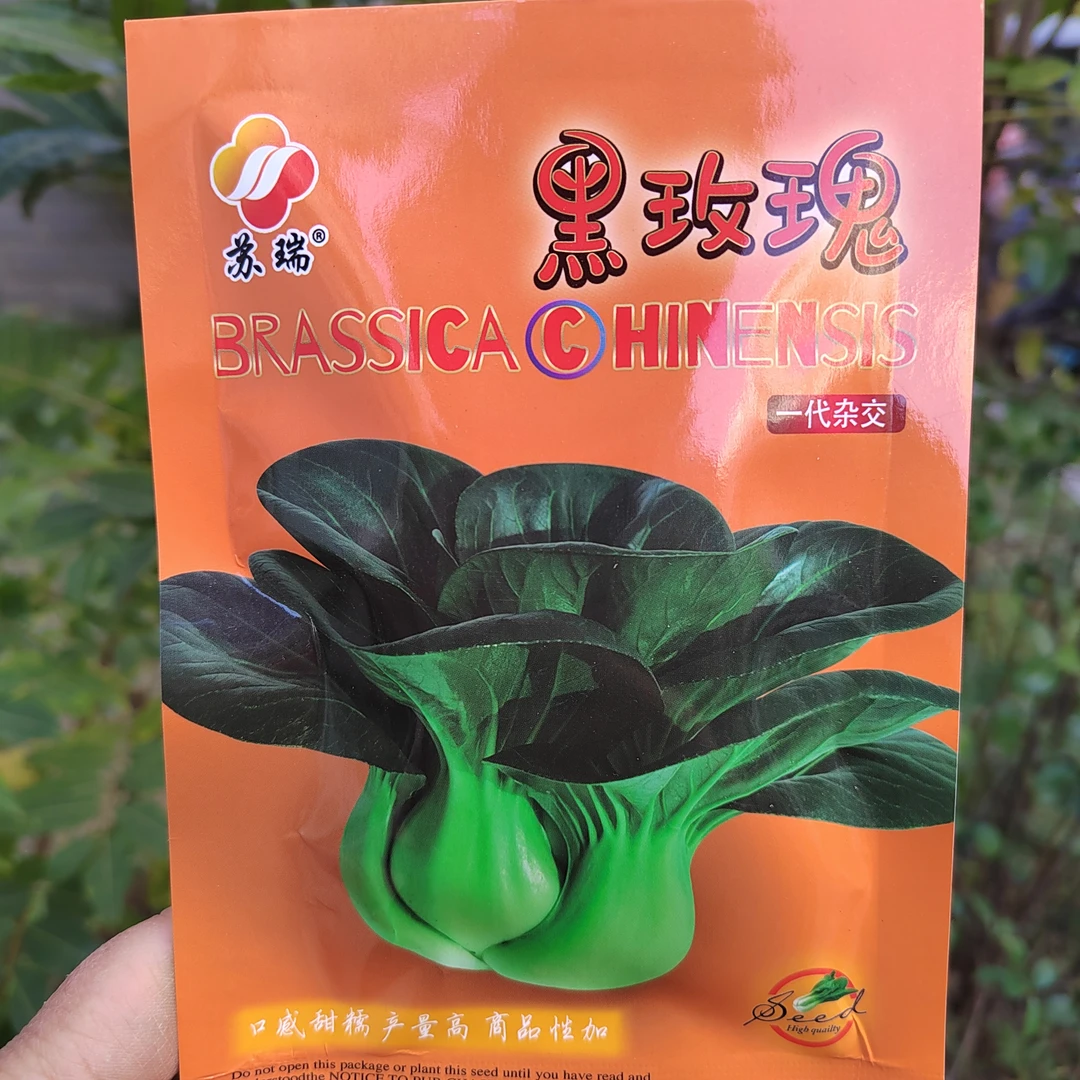 苏瑞®
黑玫瑰
BRASSICA CHINENSIS
一代杂交
口感甜糯 产量高 商品性加
Seed
High quailty
Do not open this package or plant this seed until you have read and